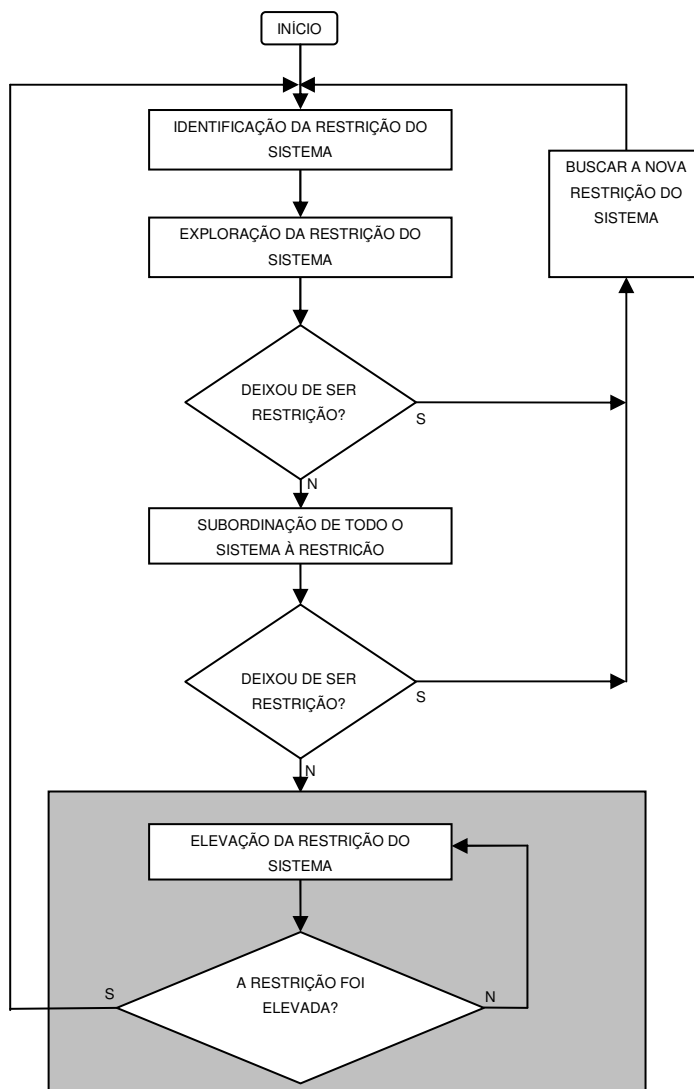 INÍCIO
IDENTIFICAÇÃO DA RESTRIÇÃO DO
SISTEMA
BUSCAR A NOVA
RESTRIÇÃO DO
SISTEMA
EXPLORAÇÃO DA RESTRIÇÃO DO
SISTEMA
DEIXOU DE SER
RESTRIÇÃO?
S
N
SUBORDINAÇÃO DE TODO O
SISTEMA À RESTRIÇÃO
DEIXOU DE SER
RESTRIÇÃO?
S
N
ELEVAÇÃO DA RESTRIÇÃO DO
SISTEMA
A RESTRIÇÃO FOI
ELEVADA?
S
N